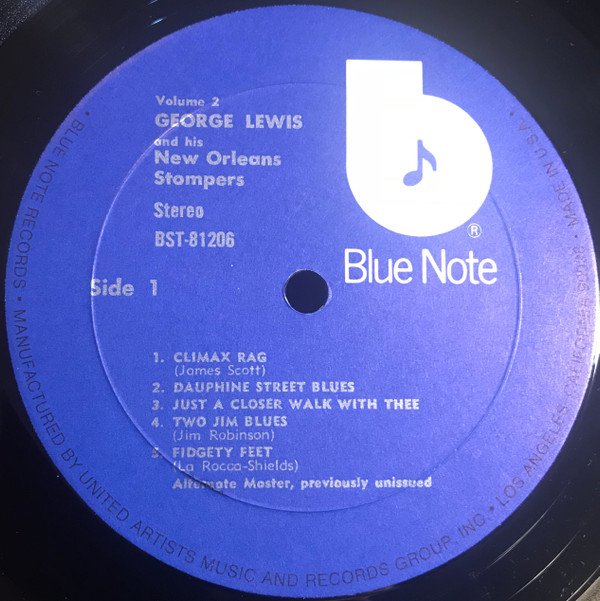 Volume 2
GEORGE LEWIS
and his
New Orleans
Stompers
Stereo
BST-81206
Side 1
b
®
Blue Note
1. CLIMAX RAG
(James Scott)
2. DAUPHINE STREET BLUES
3. JUST A CLOSER WALK WITH THEE
4. TWO JIM BLUES
(Jim Robinson)
5. FIDGETY FEET
(La Rocca-Shields)
Alternate Master, previously unissued
• BLUE NOTE RECORDS • MANUFACTURED BY UNITED ARTISTS MUSIC AND RECORDS GROUP, INC. • LOS ANGELES, CALIFORNIA 90028 • MADE IN U.S.A.